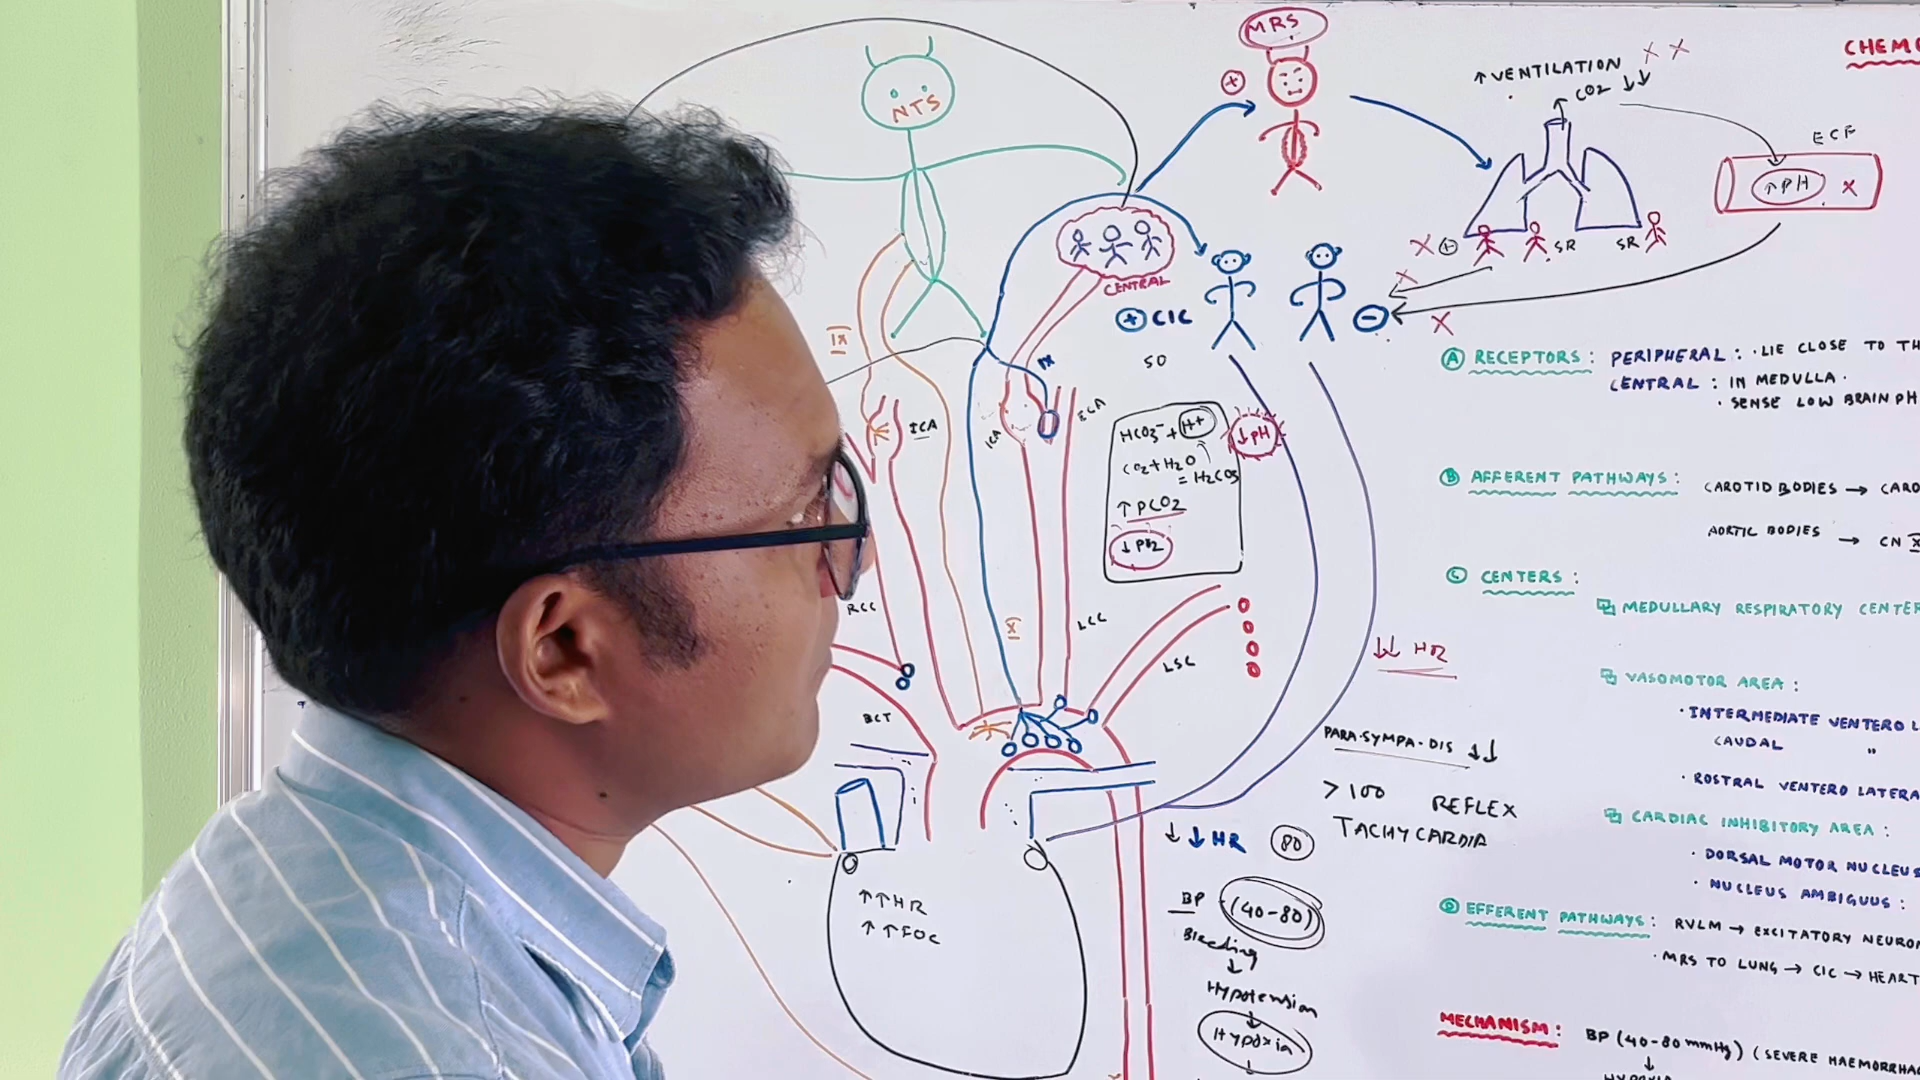 MRS
CHEMO
↑ VENTILATION
↑ CO2 ↓↓
NTS
ECF
↑PH
SR
SR
CENTRAL
+ CIC
IX
IX
50
A RECEPTORS : PERIPHERAL : · LIE CLOSE TO TH
CENTRAL : IN MEDULLA ·
· SENSE LOW BRAIN PH
ICA
ICA
ECA
HCO3⁻ + H+
↓PH
CO2 + H2O
= H2CO3
↑ PCO2
↓ PO2
B AFFERENT PATHWAYS : CAROTID BODIES → CARO
AORTIC BODIES → CN X
C CENTERS :
MEDULLARY RESPIRATORY CENTER
RCC
X
LCC
LSC
↓↓ HR
VASOMOTOR AREA :
· INTERMEDIATE VENTERO L
CAUDAL "
· ROSTRAL VENTERO LATERA
BCT
PARA·SYMPA·DIS ↓↓
> 100 REFLEX
TACHYCARDIA
CARDIAC INHIBITORY AREA :
· DORSAL MOTOR NUCLEUS
· NUCLEUS AMBIGUUS :
↓ ↓ HR 80
↑↑HR
↑↑FOC
BP (40-80)
Bleeding
↓
Hypotension
↓
Hypoxia
↓
D EFFERENT PATHWAYS : RVLM → EXCITATORY NEURON
· MRS TO LUNG → CIC → HEART
MECHANISM : BP (40-80 mmHg) (SEVERE HAEMORRHA
↓